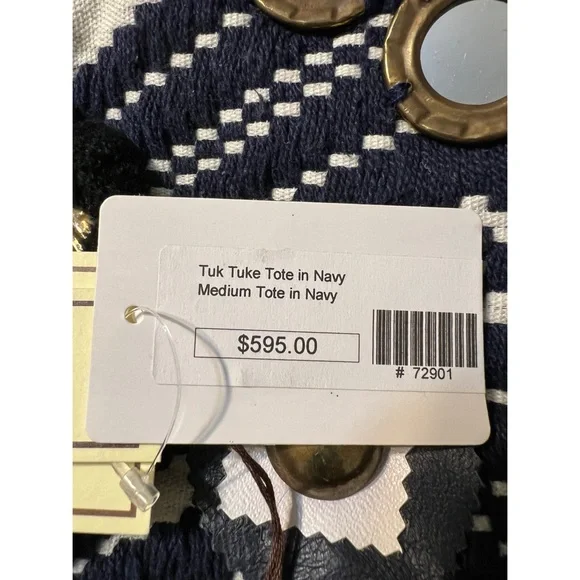 Tuk Tuke Tote in Navy
Medium Tote in Navy
$595.00
# 72901